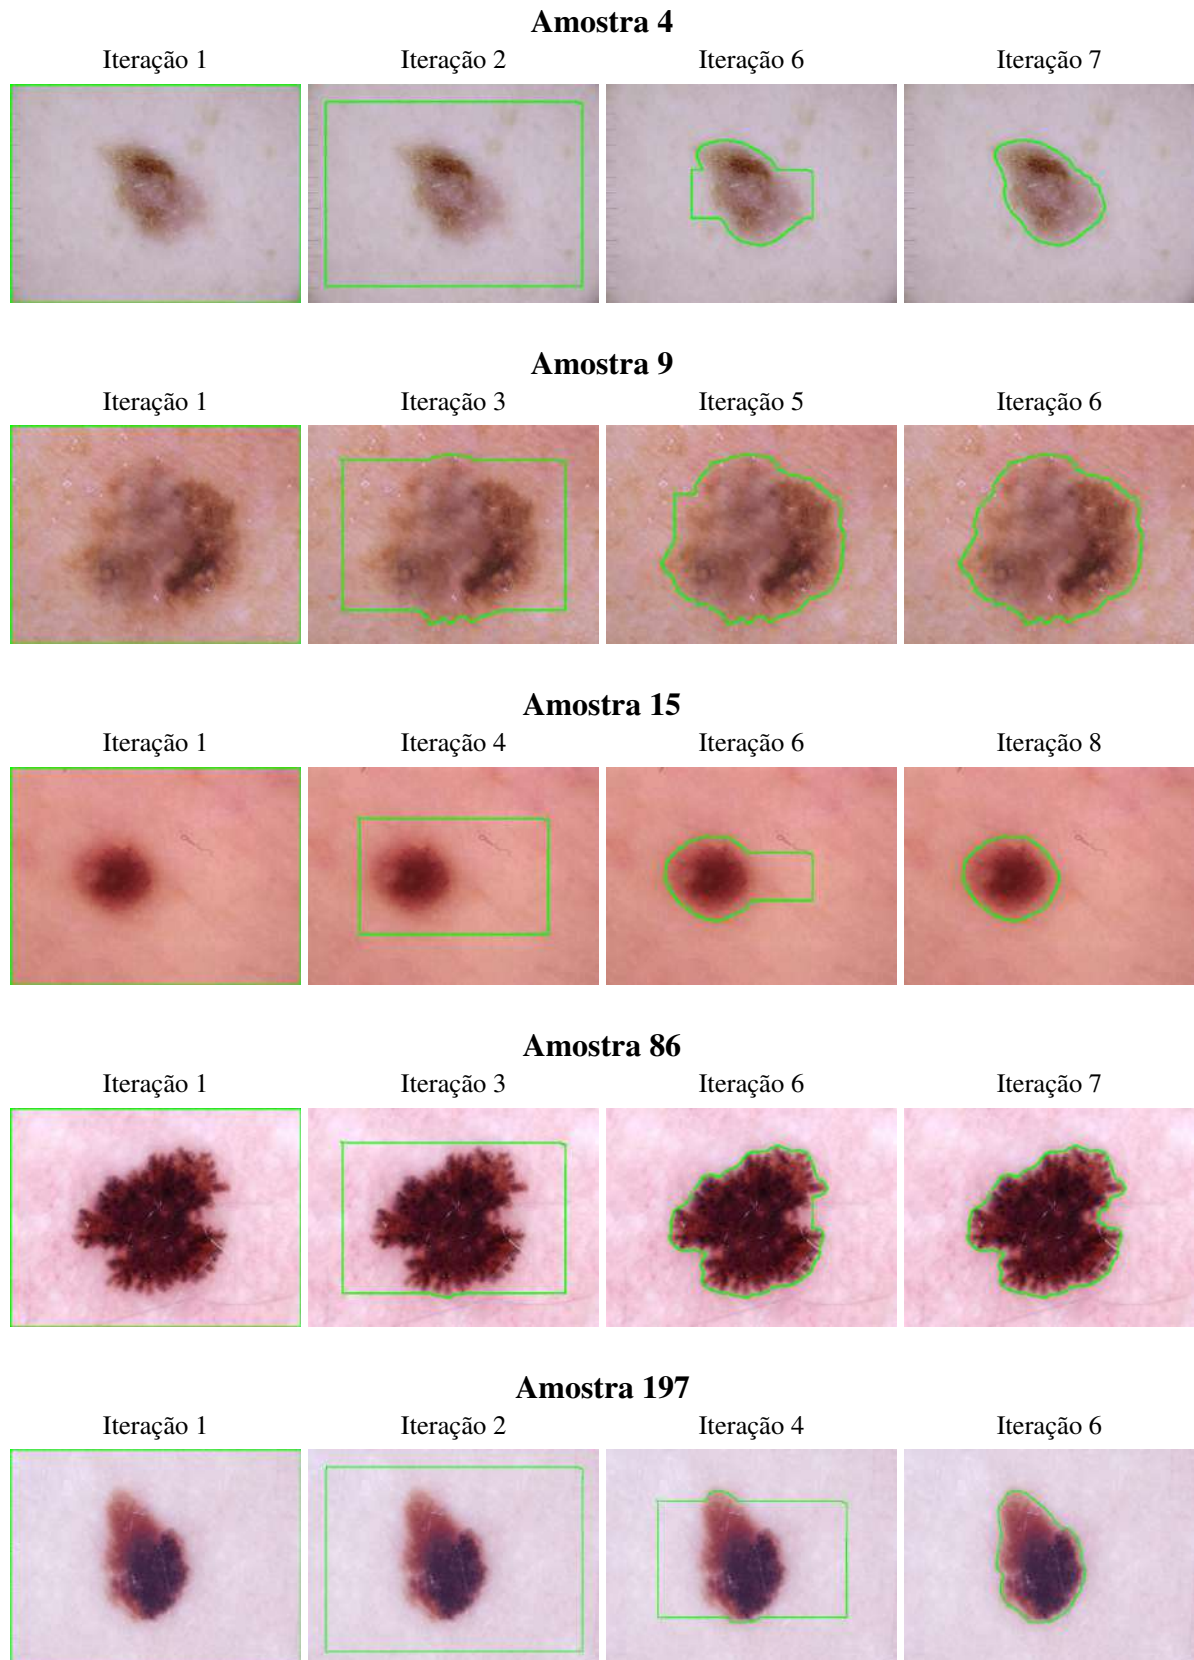 Amostra 4
Iteração 1 Iteração 2 Iteração 6 Iteração 7
Amostra 9
Iteração 1 Iteração 3 Iteração 5 Iteração 6
Amostra 15
Iteração 1 Iteração 4 Iteração 6 Iteração 8
Amostra 86
Iteração 1 Iteração 3 Iteração 6 Iteração 7
Amostra 197
Iteração 1 Iteração 2 Iteração 4 Iteração 6